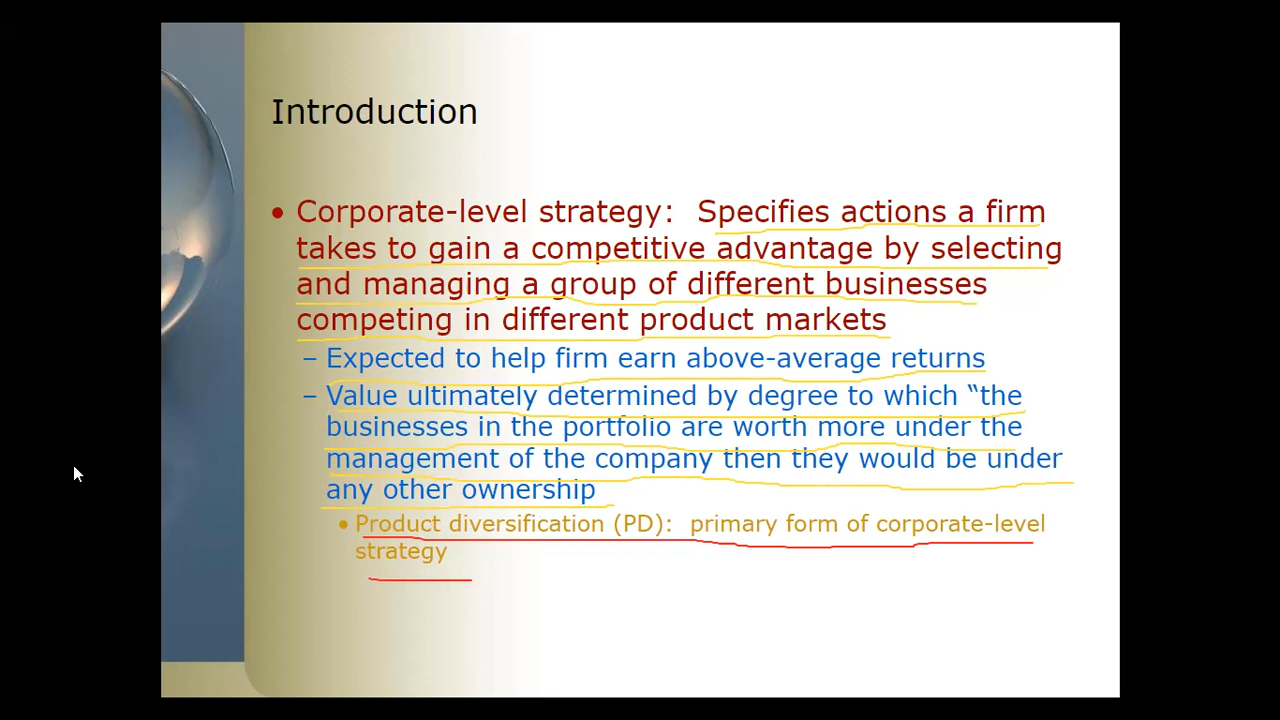 Introduction
• Corporate-level strategy: Specifies actions a firm
takes to gain a competitive advantage by selecting
and managing a group of different businesses
competing in different product markets
– Expected to help firm earn above-average returns
– Value ultimately determined by degree to which “the
businesses in the portfolio are worth more under the
management of the company then they would be under
any other ownership
• Product diversification (PD): primary form of corporate-level
strategy